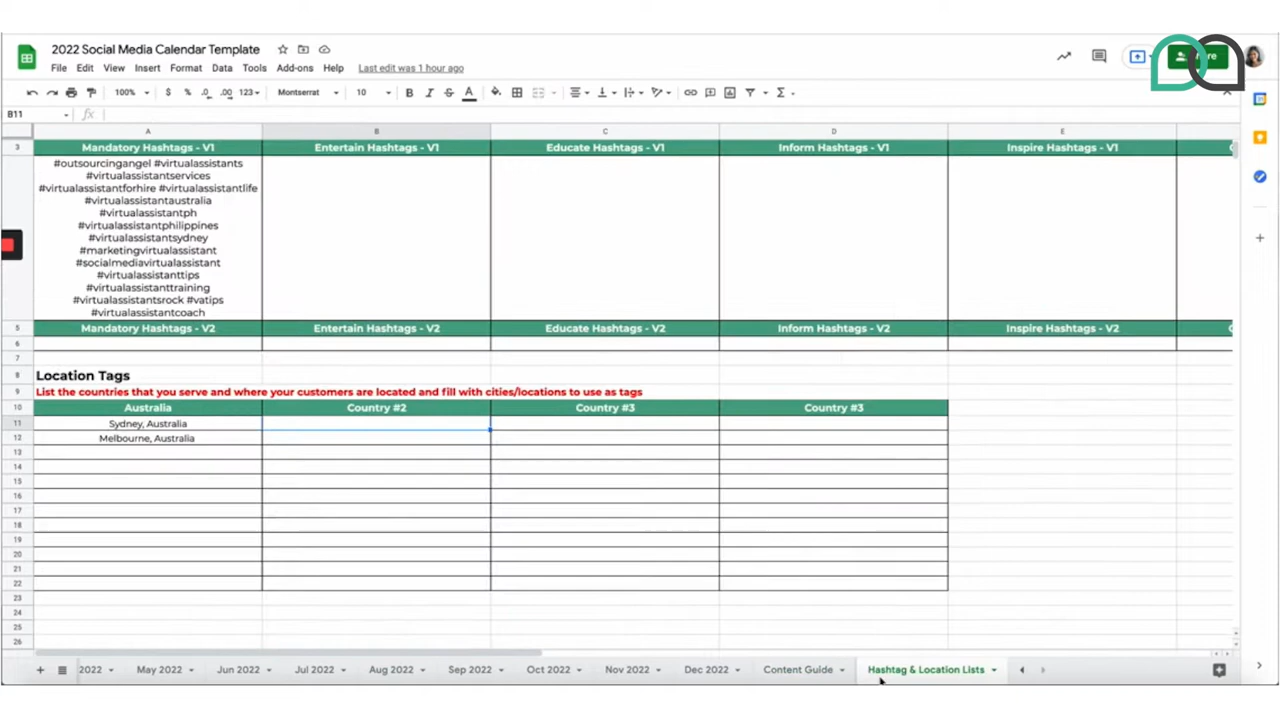 2022 Social Media Calendar Template
File Edit View Insert Format Data Tools Add-ons Help Last edit was 1 hour ago
100% $ % .0 .00 123 Montserrat 10 B I S A
B11 fx
A B C D E
3 Mandatory Hashtags - V1 Entertain Hashtags - V1 Educate Hashtags - V1 Inform Hashtags - V1 Inspire Hashtags - V1
#outsourcingangel #virtualassistants
#virtualassistantservices
#virtualassistantforhire #virtualassistantlife
#virtualassistantaustralia
#virtualassistantph
#virtualassistantphilippines
#virtualassistantsydney
#marketingvirtualassistant
#socialmediavirtualassistant
#virtualassistanttips
#virtualassistanttraining
#virtualassistantsrock #vatips
#virtualassistantcoach
5 Mandatory Hashtags - V2 Entertain Hashtags - V2 Educate Hashtags - V2 Inform Hashtags - V2 Inspire Hashtags - V2
6
7
8 Location Tags
9 List the countries that you serve and where your customers are located and fill with cities/locations to use as tags
10 Australia Country #2 Country #3 Country #3
11 Sydney, Australia
12 Melbourne, Australia
13
14
15
16
17
18
19
20
21
22
23
24
25
26
2022 May 2022 Jun 2022 Jul 2022 Aug 2022 Sep 2022 Oct 2022 Nov 2022 Dec 2022 Content Guide Hashtag & Location Lists